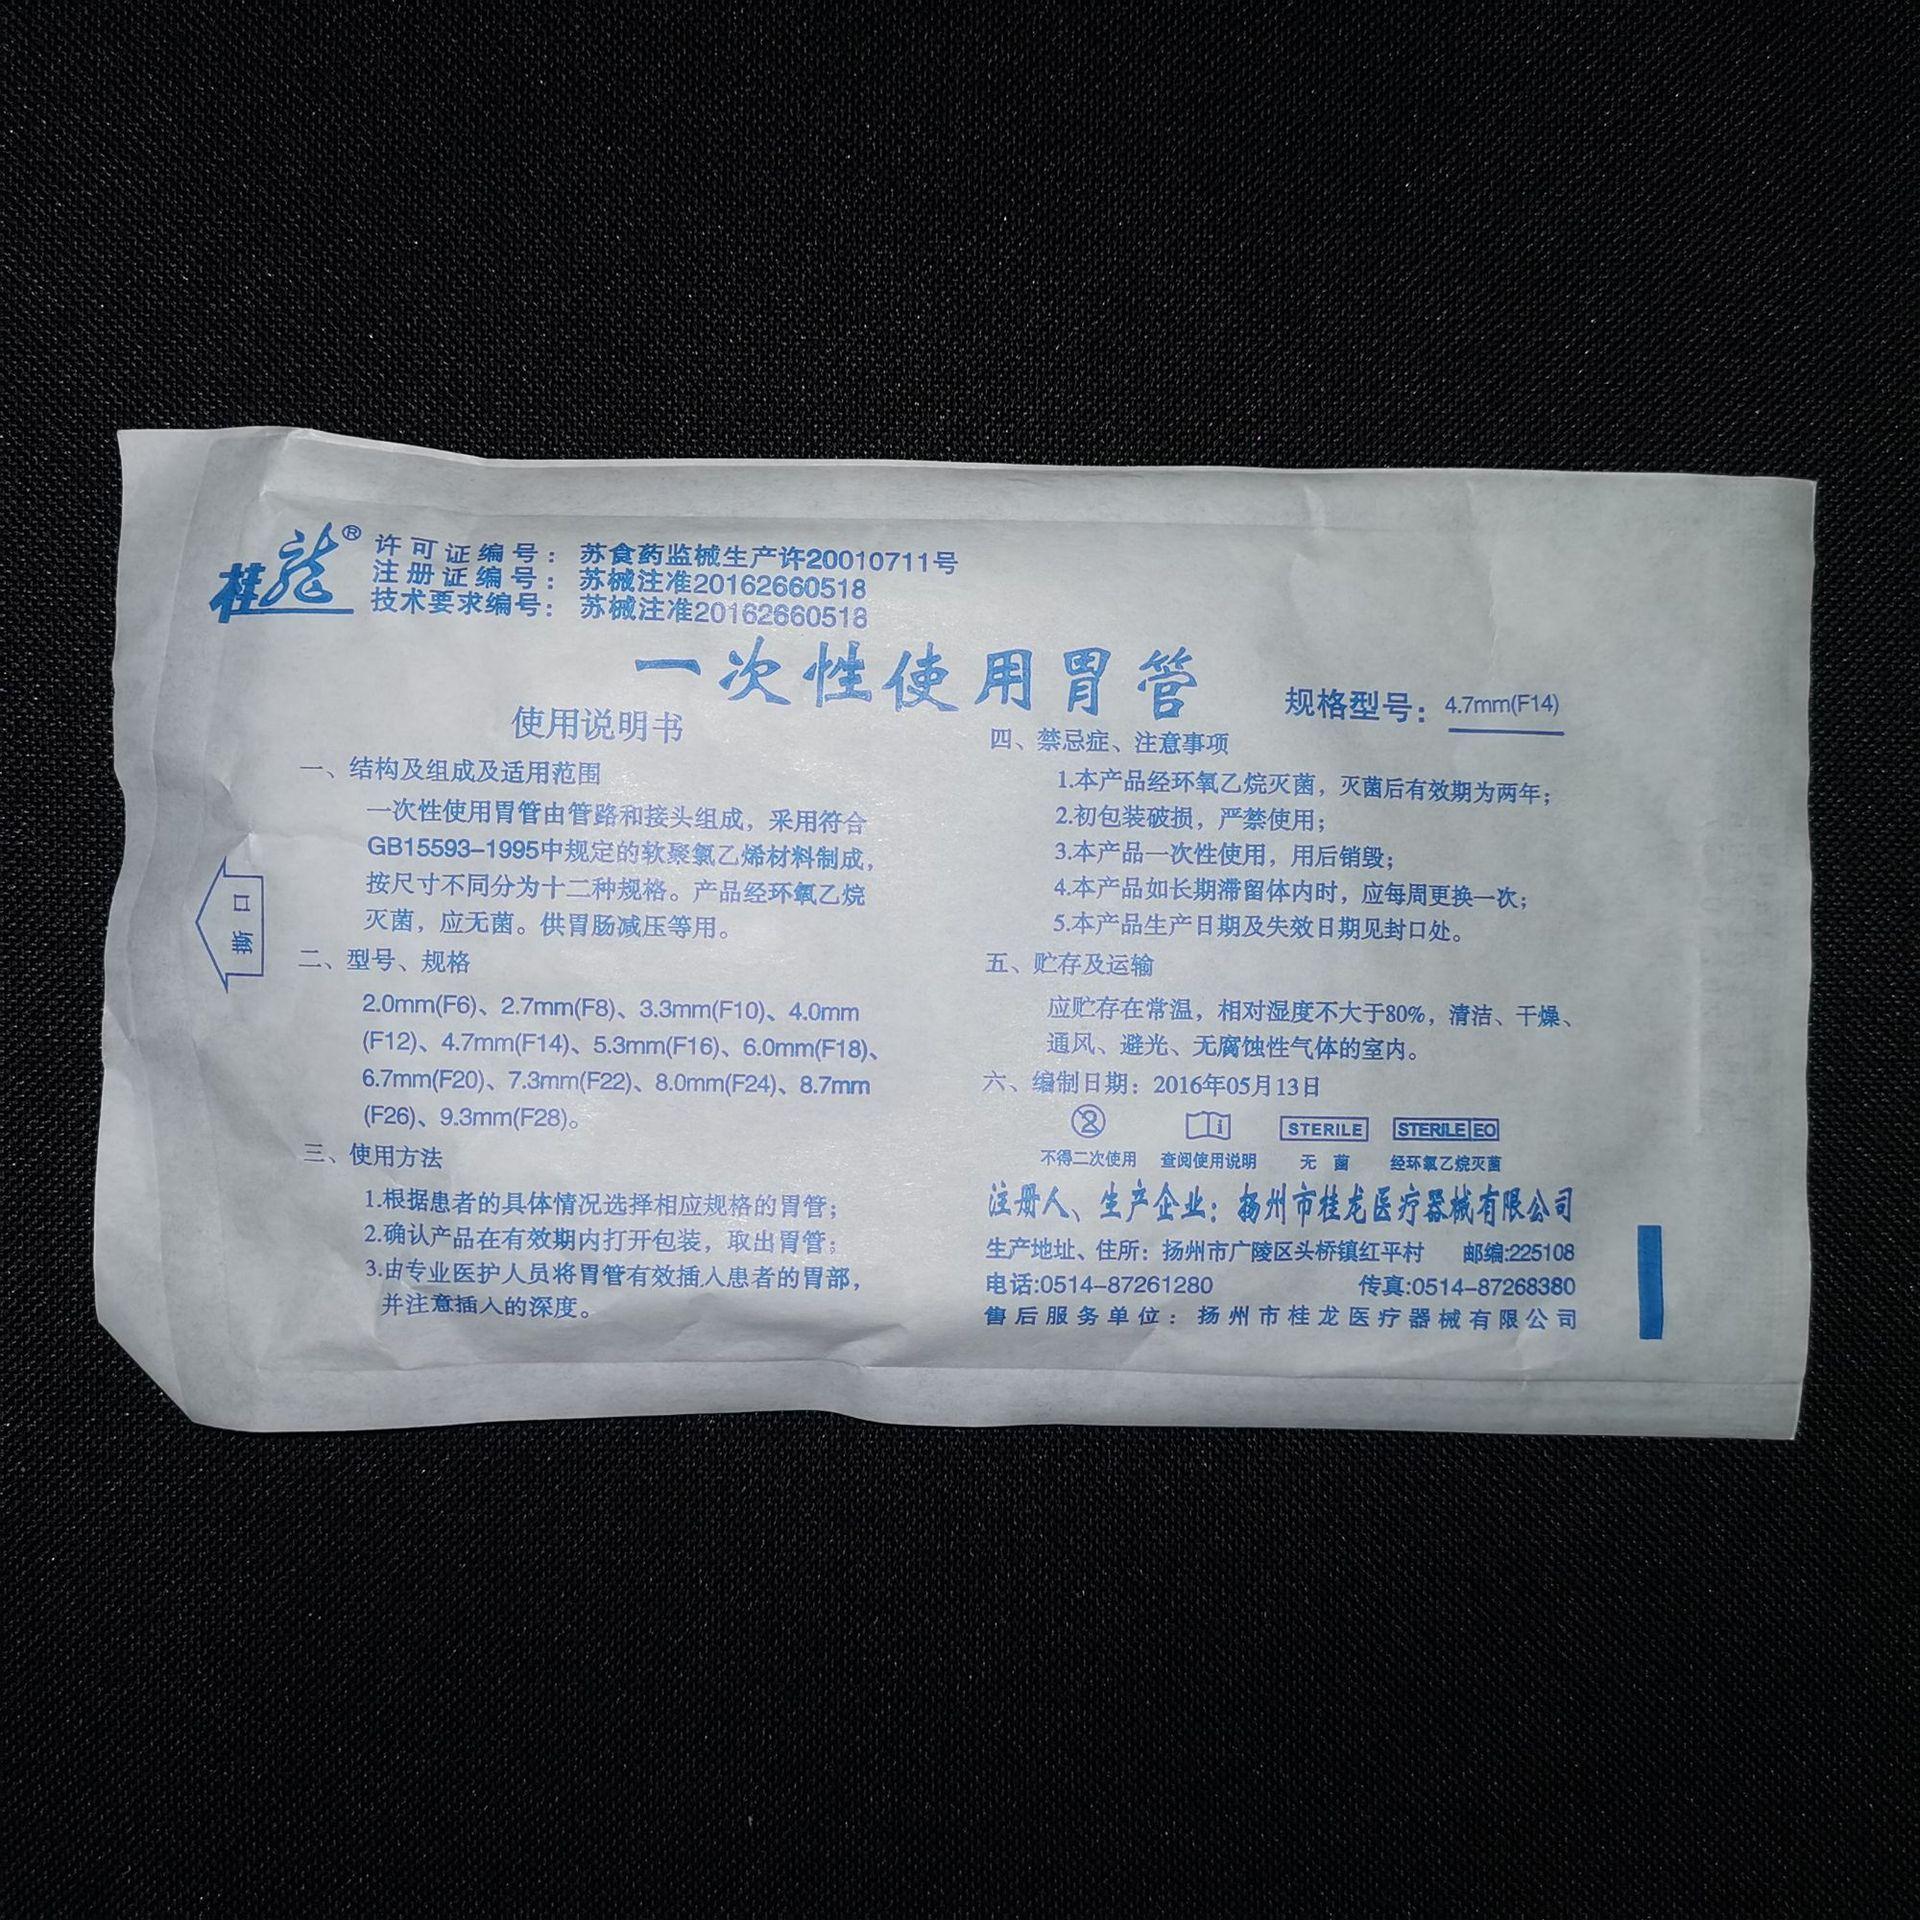 桂龙®
许可证编号：苏食药监械生产许20010711号
注册证编号：苏械注准20162660518
技术要求编号：苏械注准20162660518
一次性使用胃管
规格型号：4.7mm(F14)
使用说明书
一、结构及组成及适用范围
一次性使用胃管由管路和接头组成，采用符合
GB15593-1995中规定的软聚氯乙烯材料制成，
按尺寸不同分为十二种规格。产品经环氧乙烷
灭菌，应无菌。供胃肠减压等用。
二、型号、规格
2.0mm(F6)、2.7mm(F8)、3.3mm(F10)、4.0mm
(F12)、4.7mm(F14)、5.3mm(F16)、6.0mm(F18)、
6.7mm(F20)、7.3mm(F22)、8.0mm(F24)、8.7mm
(F26)、9.3mm(F28)。
三、使用方法
1.根据患者的具体情况选择相应规格的胃管；
2.确认产品在有效期内打开包装，取出胃管；
3.由专业医护人员将胃管有效插入患者的胃部，
并注意插入的深度。
四、禁忌症、注意事项
1.本产品经环氧乙烷灭菌，灭菌后有效期为两年；
2.初包装破损，严禁使用；
3.本产品一次性使用，用后销毁；
4.本产品如长期滞留体内时，应每周更换一次；
5.本产品生产日期及失效日期见封口处。
五、贮存及运输
应贮存在常温，相对湿度不大于80%，清洁、干燥、
通风、避光、无腐蚀性气体的室内。
六、编制日期：2016年05月13日
2 i STERILE STERILE EO
不得二次使用 查阅使用说明 无菌 经环氧乙烷灭菌
注册人、生产企业：扬州市桂龙医疗器械有限公司
生产地址、住所：扬州市广陵区头桥镇红平村 邮编:225108
电话:0514-87261280 传真:0514-87268380
售后服务单位：扬州市桂龙医疗器械有限公司
撕口